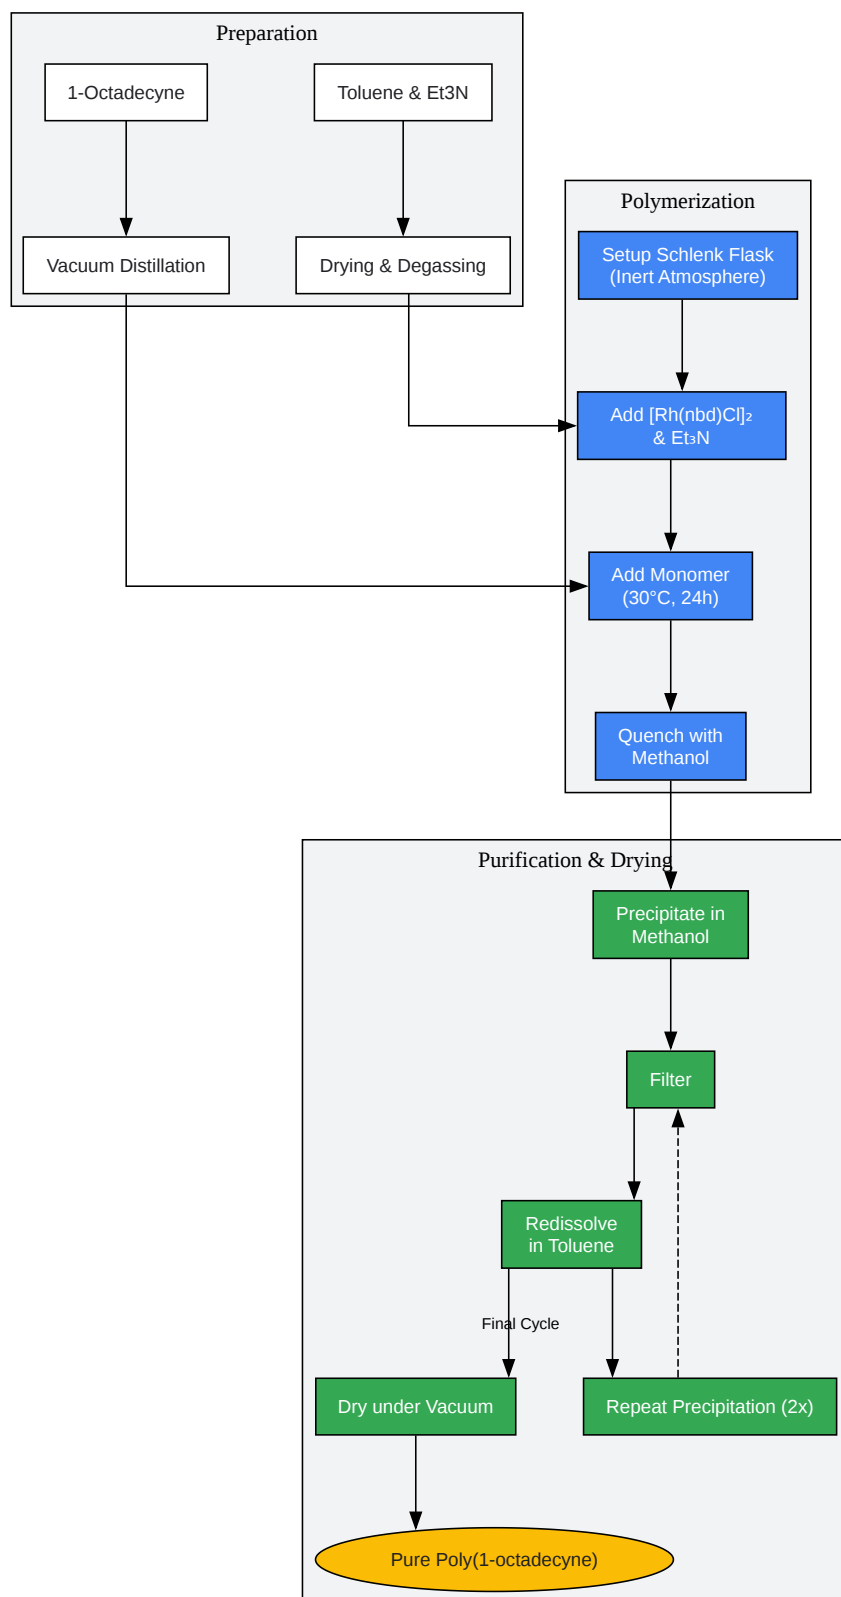 Preparation
1-Octadecyne
Toluene & Et3N
Vacuum Distillation
Drying & Degassing
Polymerization
Setup Schlenk Flask
(Inert Atmosphere)
Add [Rh(nbd)Cl]₂
& Et₃N
Add Monomer
(30°C, 24h)
Quench with
Methanol
Purification & Drying
Precipitate in
Methanol
Filter
Redissolve
in Toluene
Final Cycle
Dry under Vacuum
Repeat Precipitation (2x)
Pure Poly(1-octadecyne)